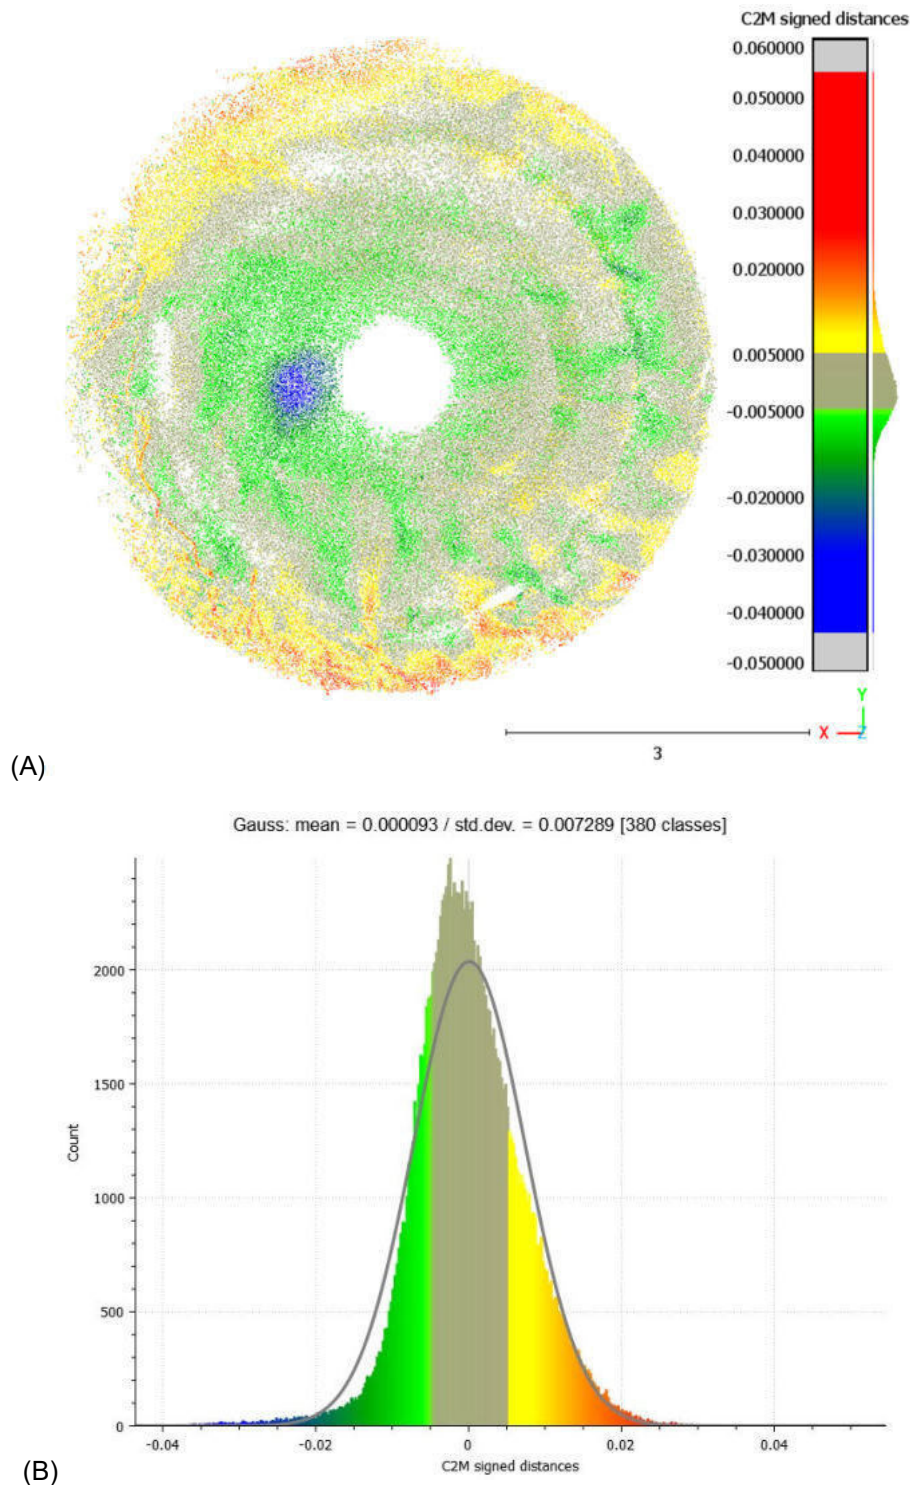 C2M signed distances
0.060000
0.050000
0.040000
0.030000
0.020000
0.005000
-0.005000
-0.020000
-0.030000
-0.040000
-0.050000
Y
X Z
3
(A)
Gauss: mean = 0.000093 / std.dev. = 0.007289 [380 classes]
2000
1500
1000
500
0
Count
-0.04 -0.02 0 0.02 0.04
C2M signed distances
(B)